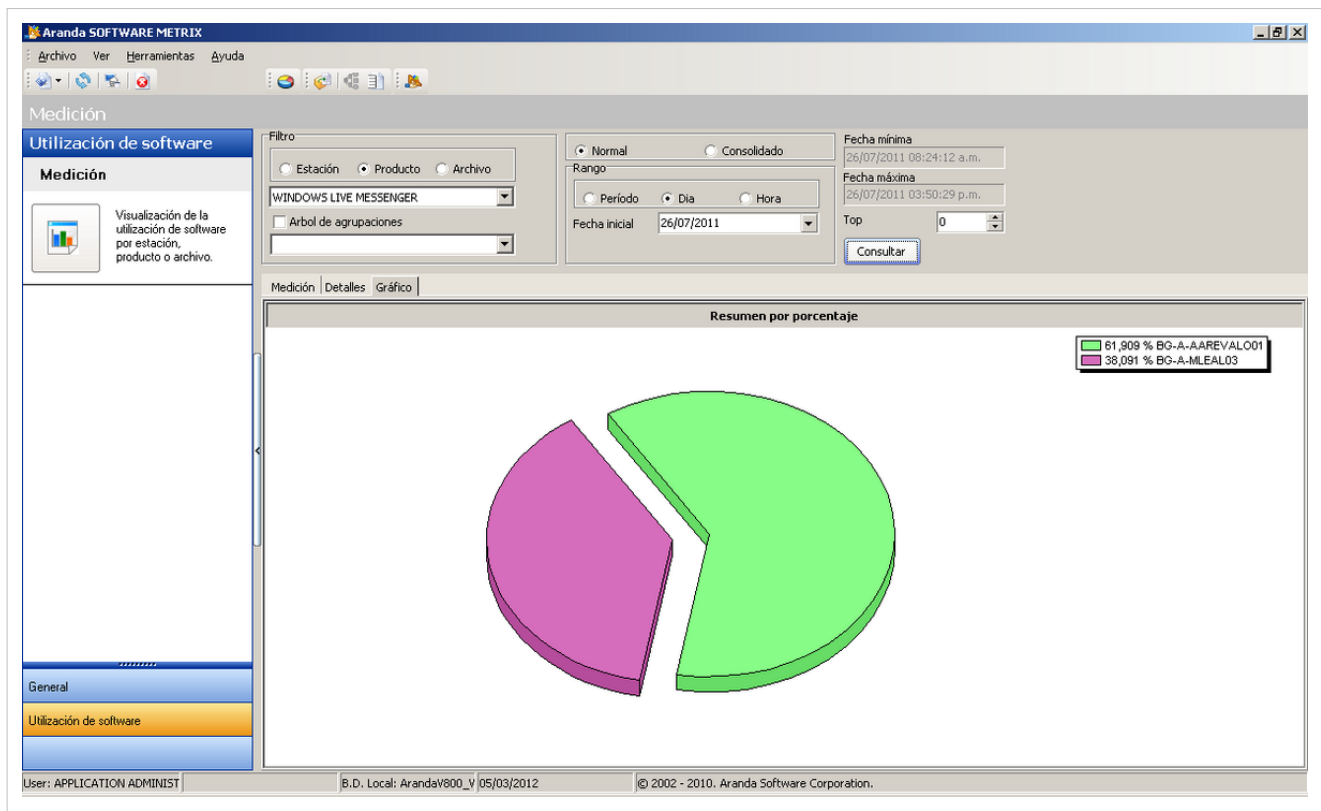 Aranda SOFTWARE METRIX
Archivo Ver Herramientas Ayuda
Medición
Utilización de software
Medición
Visualización de la
utilización de software
por estación,
producto o archivo.
Filtro
Estación Producto Archivo
WINDOWS LIVE MESSENGER
Arbol de agrupaciones
Normal Consolidado
Rango
Período Dia Hora
Fecha inicial 26/07/2011
Fecha mínima
26/07/2011 08:24:12 a.m.
Fecha máxima
26/07/2011 03:50:29 p.m.
Top 0
Consultar
Medición Detalles Gráfico
Resumen por porcentaje
61,909 % BG-A-AAREVALO01
38,091 % BG-A-MLEAL03
General
Utilización de software
User: APPLICATION ADMINIST B.D. Local: ArandaV800_V 05/03/2012 © 2002 - 2010. Aranda Software Corporation.